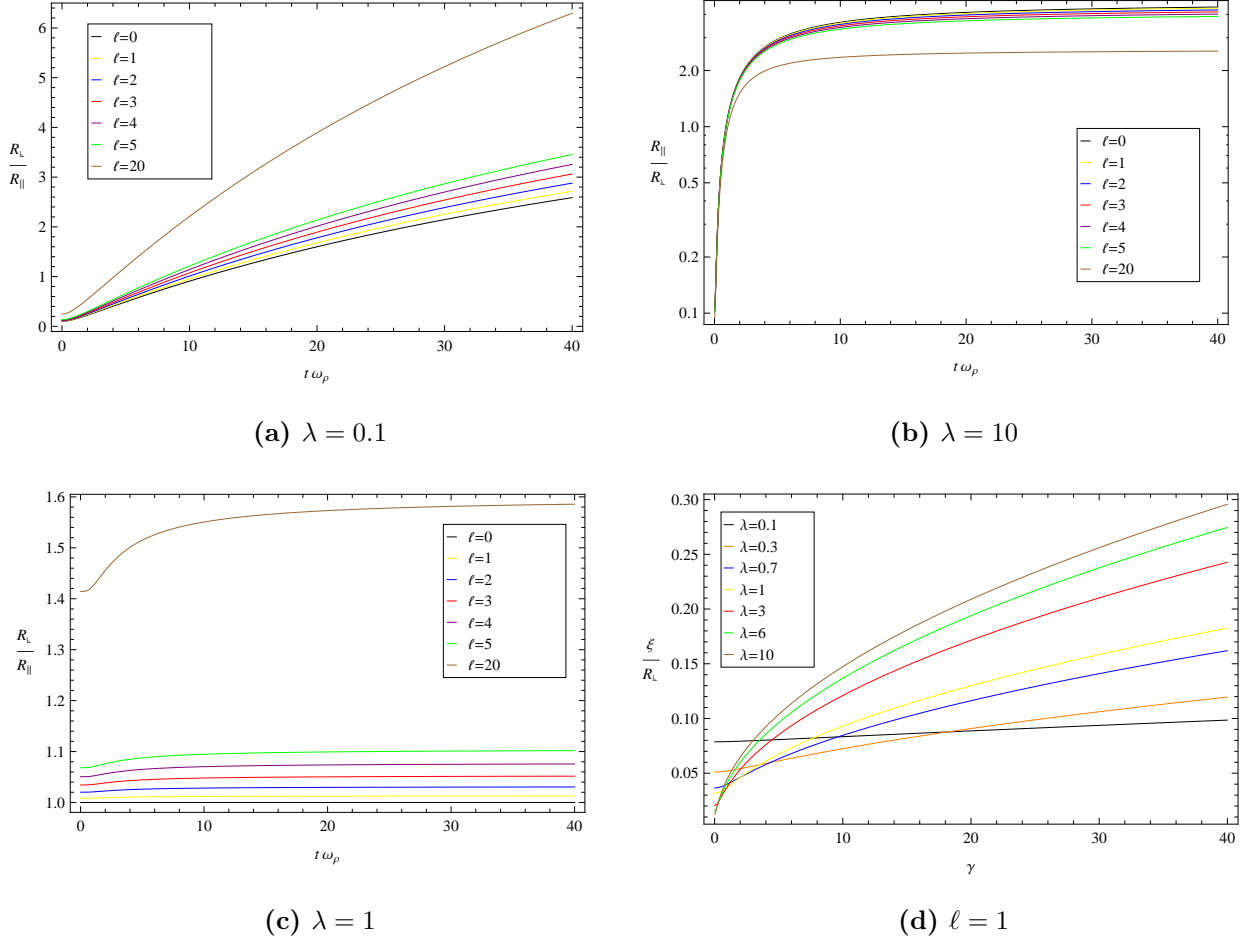 6
5
4
3
2
1
0
R⊥
R||
ℓ=0
ℓ=1
ℓ=2
ℓ=3
ℓ=4
ℓ=5
ℓ=20
0 10 20 30 40
t ωρ
(a) λ = 0.1
2.0
1.0
0.5
0.2
0.1
R||
R⊥
ℓ=0
ℓ=1
ℓ=2
ℓ=3
ℓ=4
ℓ=5
ℓ=20
0 10 20 30 40
t ωρ
(b) λ = 10
1.6
1.5
1.4
1.3
1.2
1.1
1.0
R⊥
R||
ℓ=0
ℓ=1
ℓ=2
ℓ=3
ℓ=4
ℓ=5
ℓ=20
0 10 20 30 40
t ωρ
(c) λ = 1
0.30
0.25
0.20
0.15
0.10
0.05
ξ
R⊥
λ=0.1
λ=0.3
λ=0.7
λ=1
λ=3
λ=6
λ=10
0 10 20 30 40
γ
(d) ℓ = 1